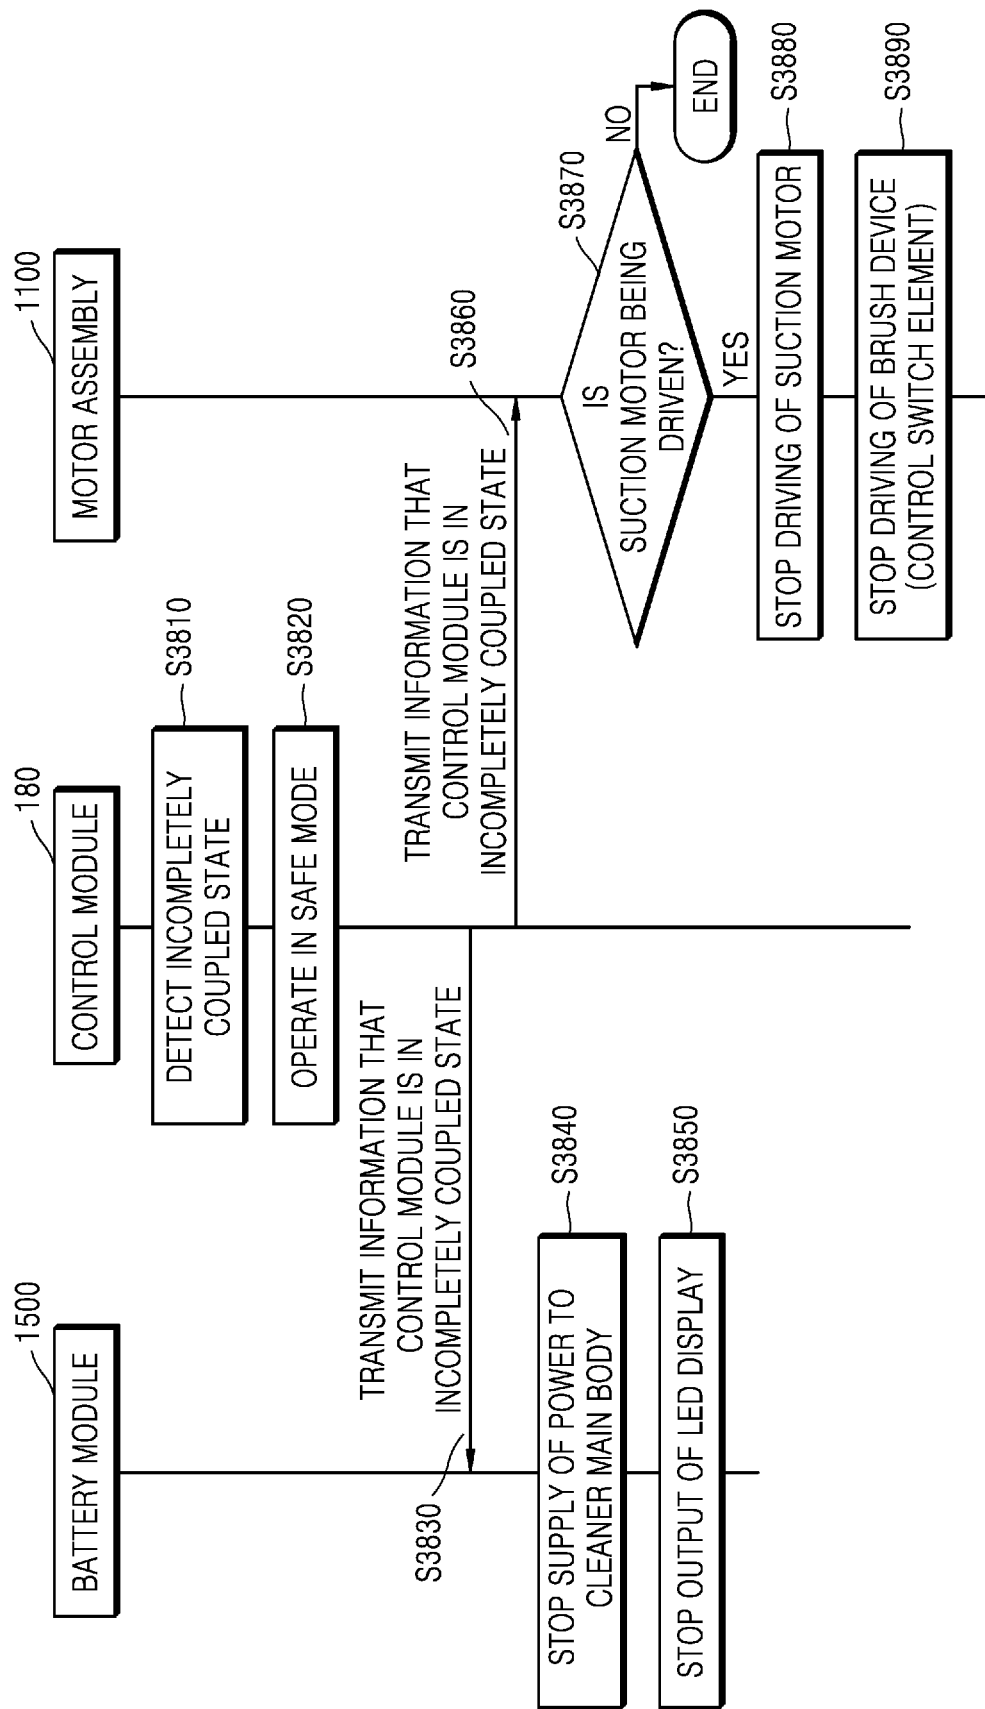 1500
BATTERY MODULE
180
CONTROL MODULE
1100
MOTOR ASSEMBLY
DETECT INCOMPLETELY
COUPLED STATE
S3810
OPERATE IN SAFE MODE
S3820
TRANSMIT INFORMATION THAT
CONTROL MODULE IS IN
INCOMPLETELY COUPLED STATE
S3830
STOP SUPPLY OF POWER TO
CLEANER MAIN BODY
S3840
STOP OUTPUT OF LED DISPLAY
S3850
TRANSMIT INFORMATION THAT
CONTROL MODULE IS IN
INCOMPLETELY COUPLED STATE
S3860
IS
SUCTION MOTOR BEING
DRIVEN?
S3870
NO
END
YES
STOP DRIVING OF SUCTION MOTOR
S3880
STOP DRIVING OF BRUSH DEVICE
(CONTROL SWITCH ELEMENT)
S3890